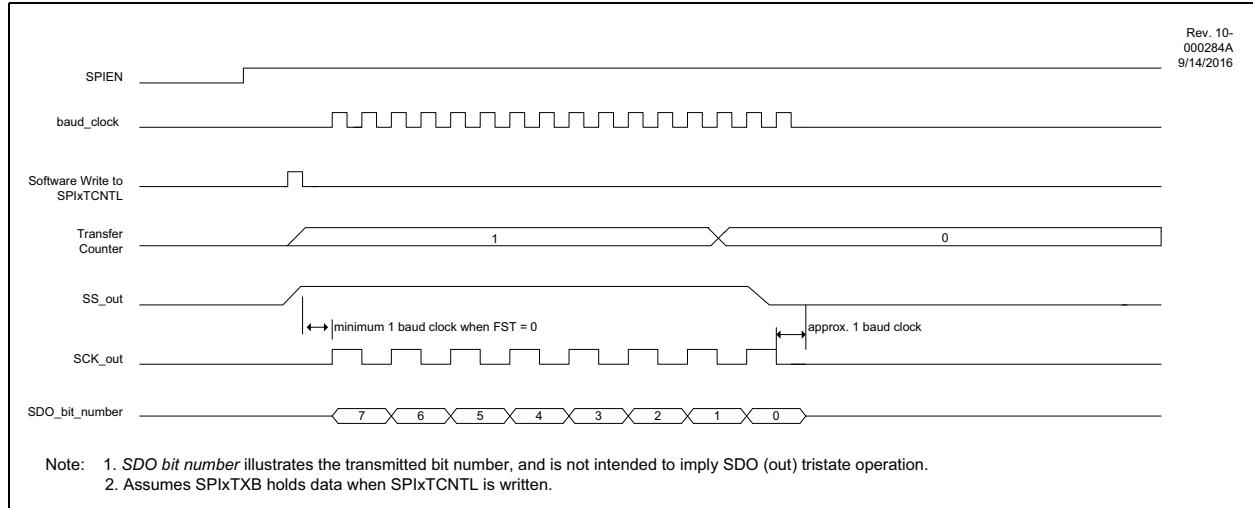 Rev. 10-
000284A
9/14/2016
SPIEN
baud_clock
Software Write to
SPIxTCNTL
Transfer
Counter
1
0
SS_out
minimum 1 baud clock when FST = 0
approx. 1 baud clock
SCK_out
SDO_bit_number
7 6 5 4 3 2 1 0
Note: 1. SDO bit number illustrates the transmitted bit number, and is not intended to imply SDO (out) tristate operation.
2. Assumes SPIxTXB holds data when SPIxTCNTL is written.